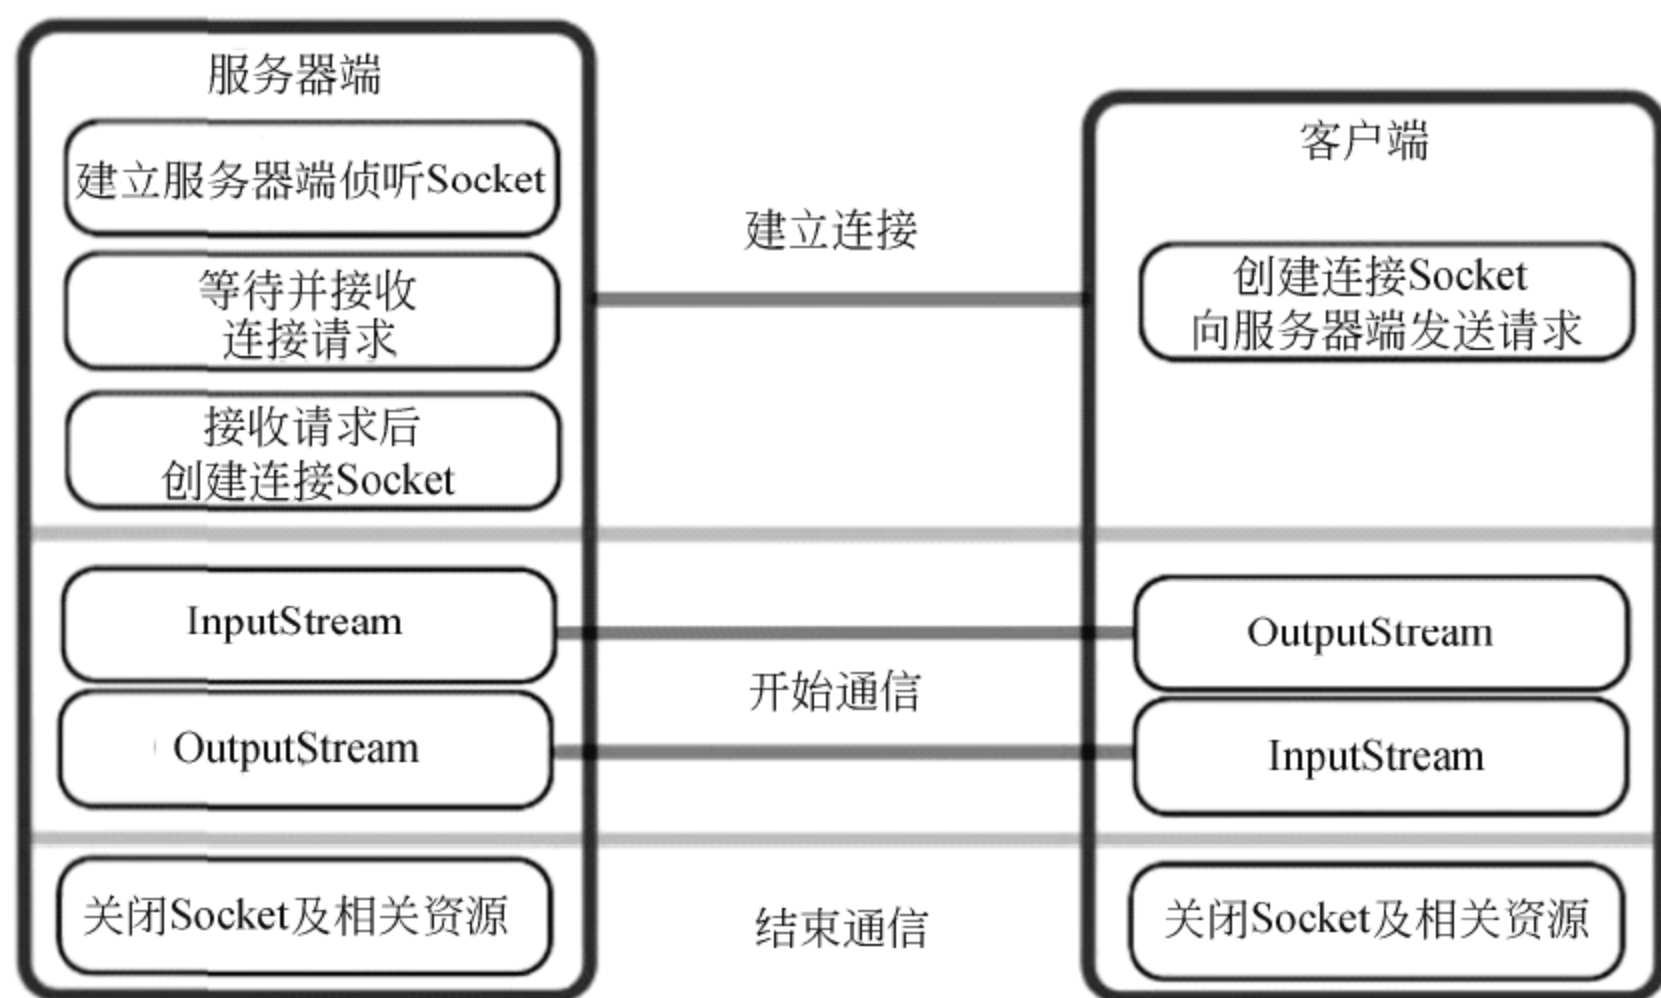 服务器端
建立服务器端侦听Socket
等待并接收
连接请求
接收请求后
创建连接Socket
InputStream
OutputStream
关闭Socket及相关资源
建立连接
开始通信
结束通信
客户端
创建连接Socket
向服务器端发送请求
OutputStream
InputStream
关闭Socket及相关资源